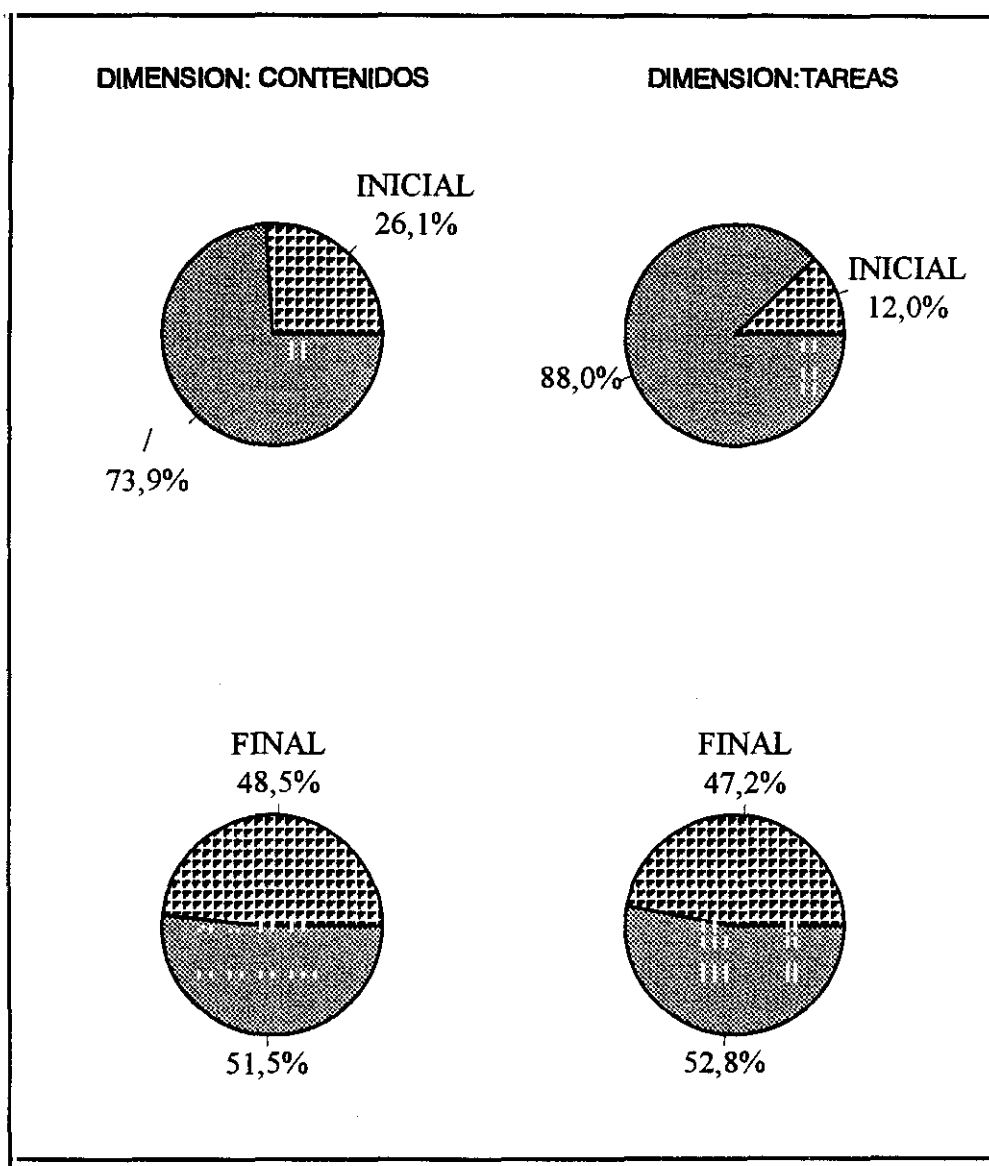 DIMENSION: CONTENIDOS
DIMENSION:TAREAS
INICIAL
26,1%
73,9%
INICIAL
12,0%
88,0%
FINAL
48,5%
51,5%
FINAL
47,2%
52,8%